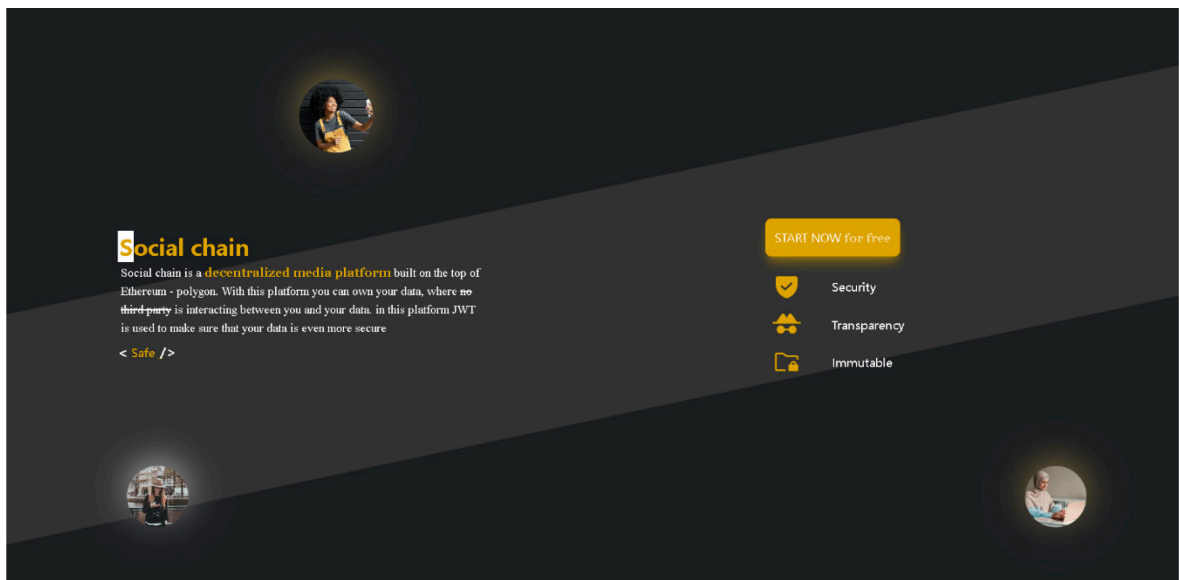 Social chain
Social chain is a decentralized media platform built on the top of
Ethereum - polygon. With this platform you can own your data, where no
third party is interacting between you and your data. in this platform JWT
is used to make sure that your data is even more secure
< Safe />
START NOW for free
Security
Transparency
Immutable